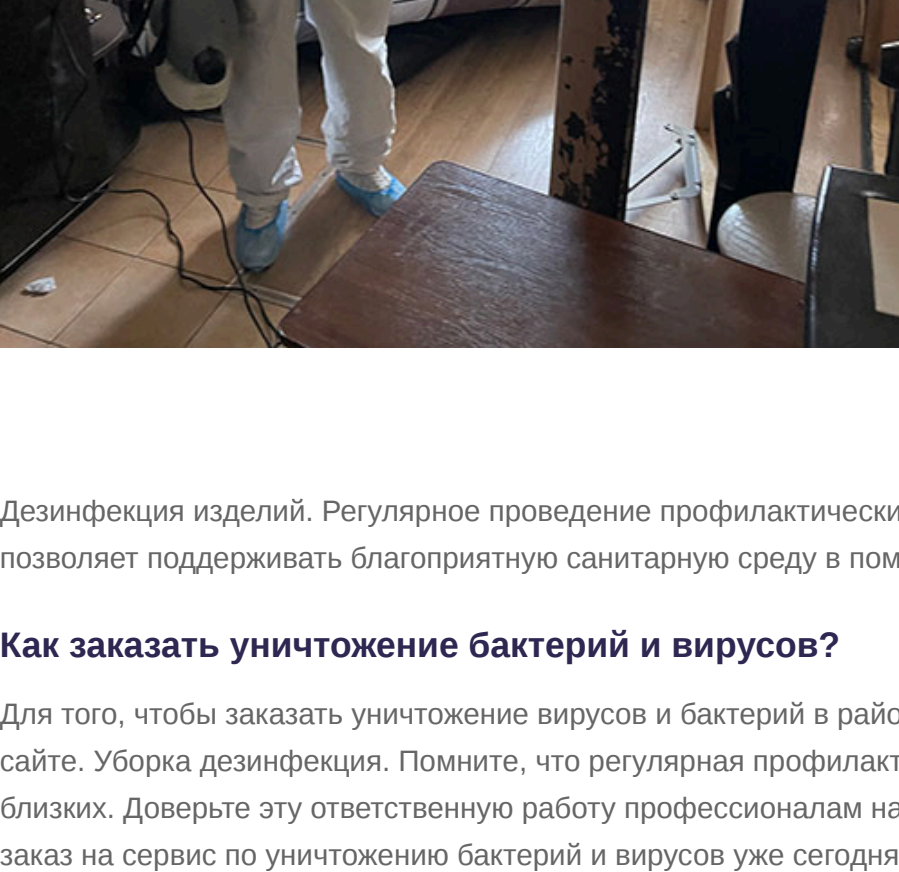 Дезинфекция изделий. Регулярное проведение профилактически
позволяет поддерживать благоприятную санитарную среду в пом
Как заказать уничтожение бактерий и вирусов?
Для того, чтобы заказать уничтожение вирусов и бактерий в райо
сайте. Уборка дезинфекция. Помните, что регулярная профилакт
близких. Доверьте эту ответственную работу профессионалам на
заказ на сервис по уничтожению бактерий и вирусов уже сегодня